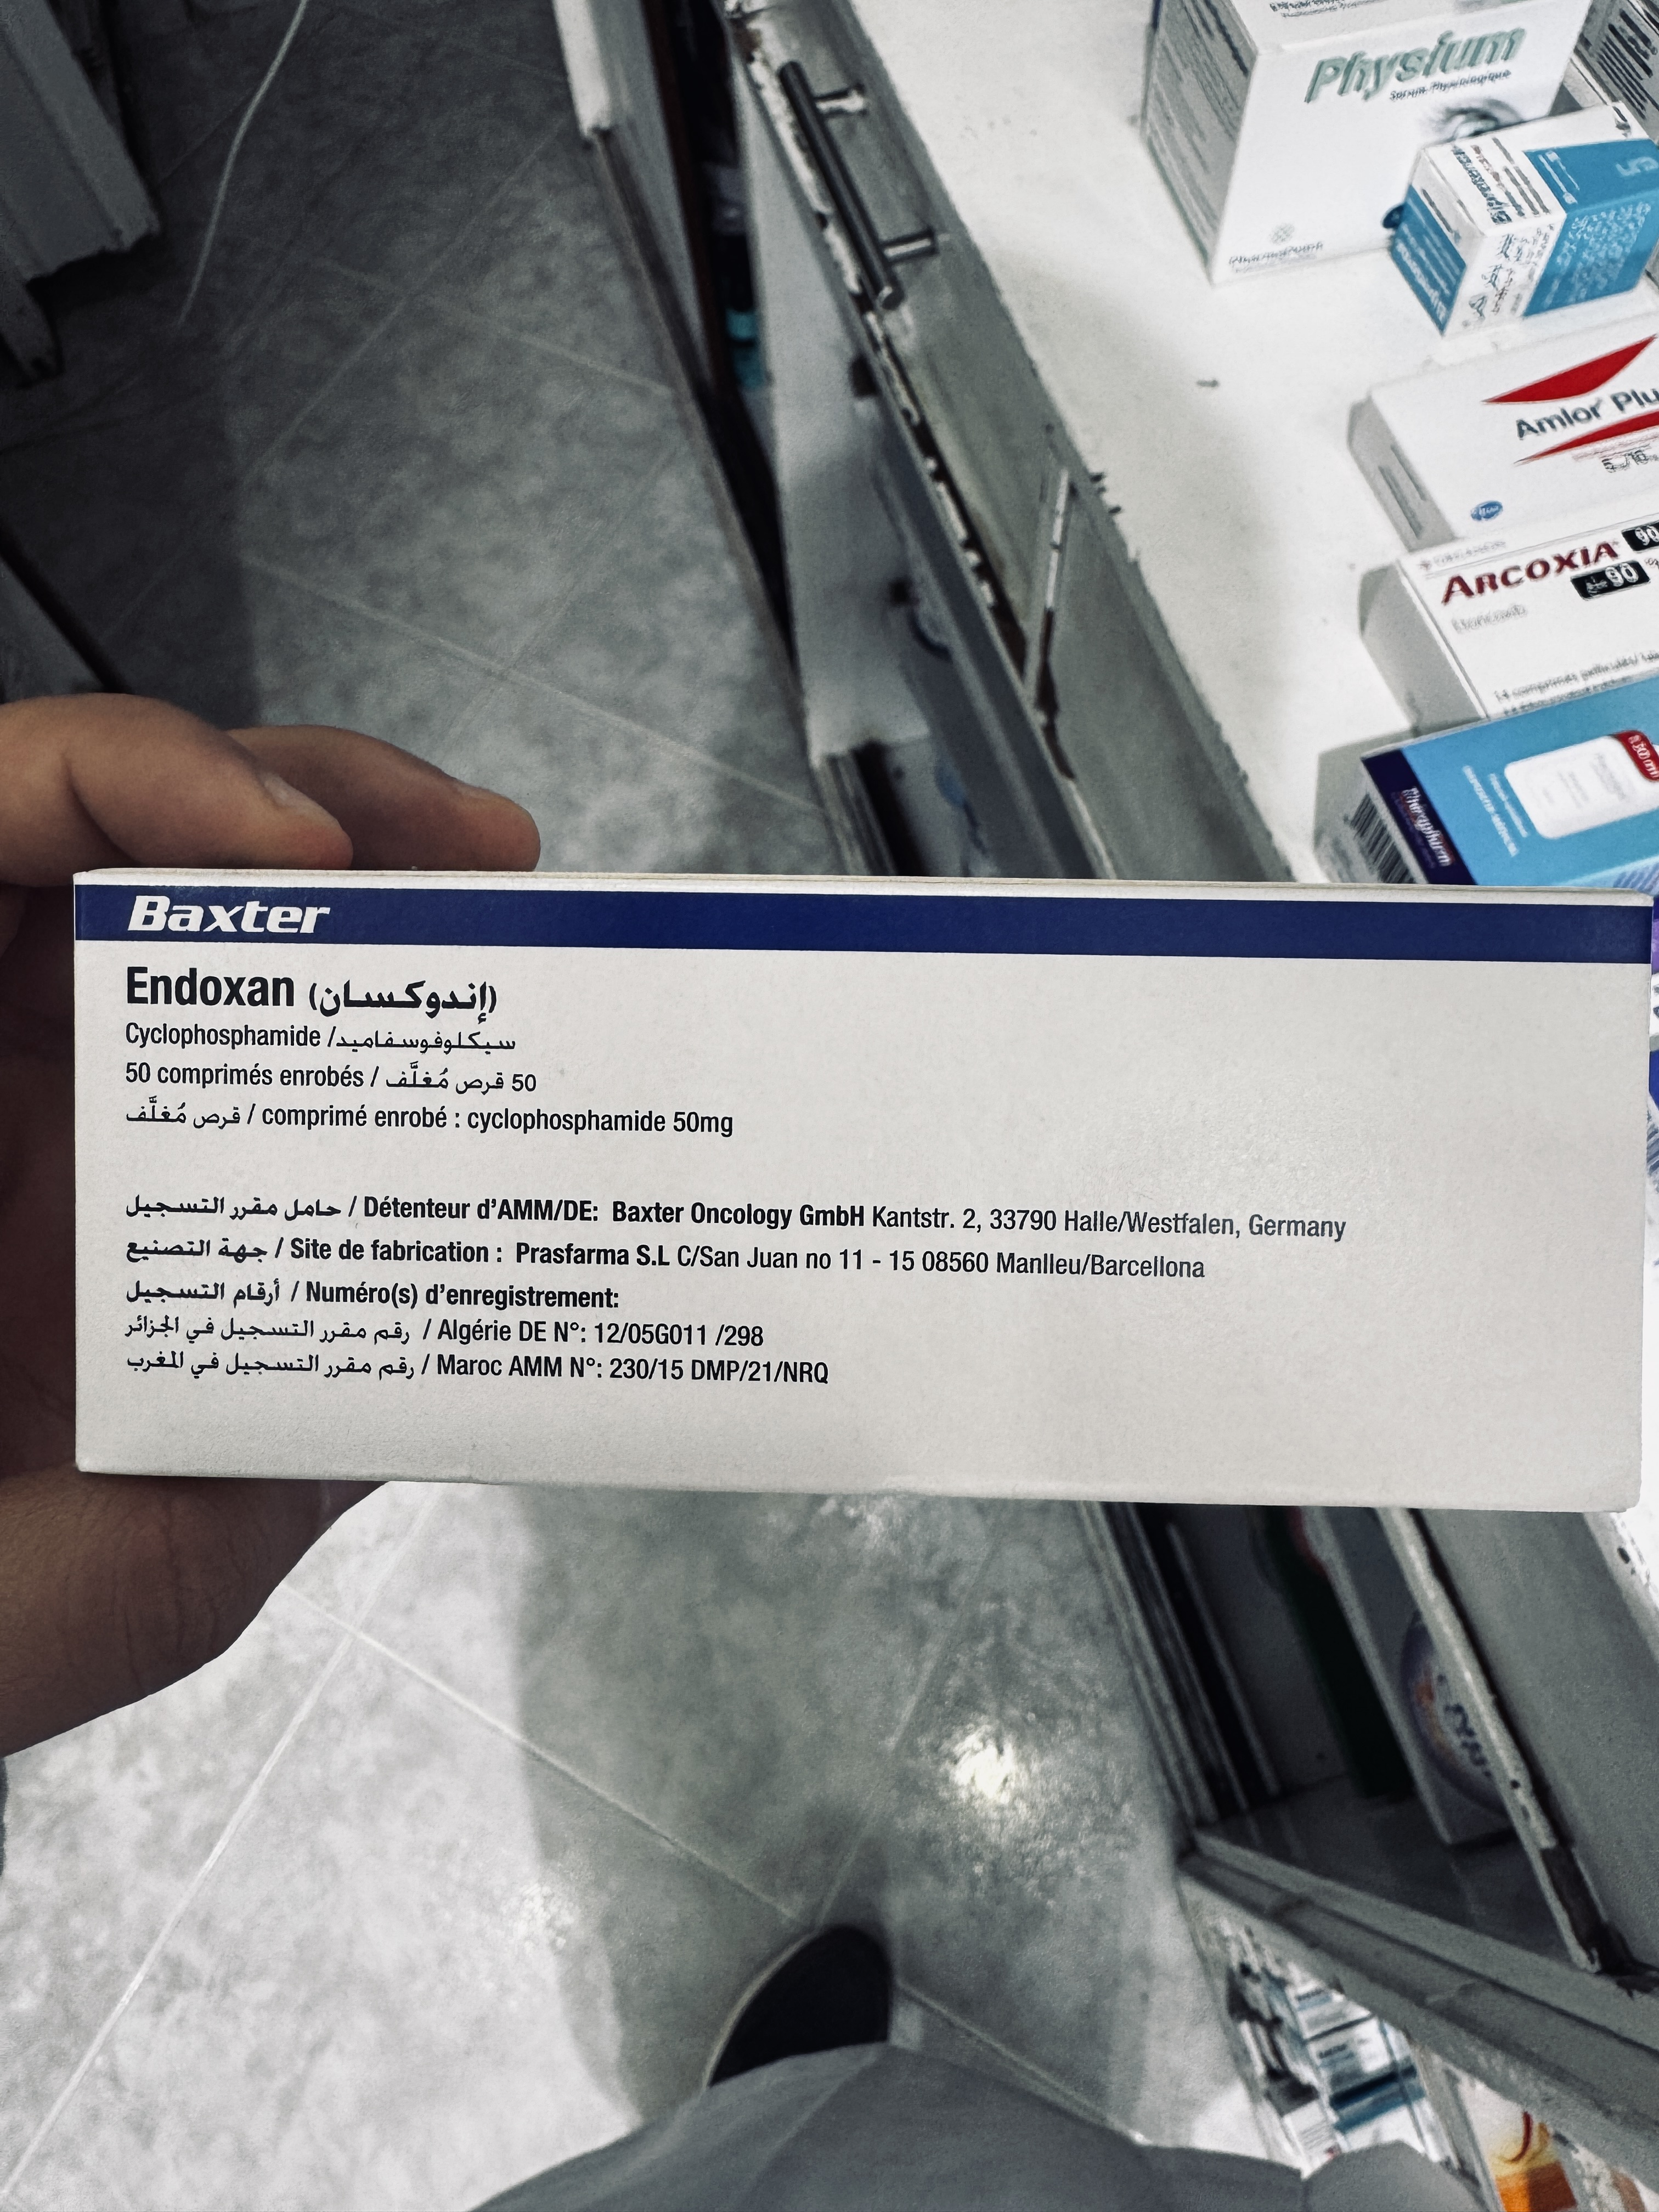 Physium
Serum Physiologique
Amlor Plu
ARCOXIA 90
90
Baxter
Endoxan (إندوكسان)
Cyclophosphamide / سيكلوفوسفاميد
50 comprimés enrobés / 50 قرص مُغلَّف
قرص مُغلَّف / comprimé enrobé : cyclophosphamide 50mg
حامل مقرر التسجيل / Détenteur d’AMM/DE: Baxter Oncology GmbH Kantstr. 2, 33790 Halle/Westfalen, Germany
جهة التصنيع / Site de fabrication : Prasfarma S.L C/San Juan no 11 - 15 08560 Manlleu/Barcellona
أرقام التسجيل / Numéro(s) d’enregistrement:
رقم مقرر التسجيل في الجزائر / Algérie DE N°: 12/05G011 /298
رقم مقرر التسجيل في المغرب / Maroc AMM N°: 230/15 DMP/21/NRQ